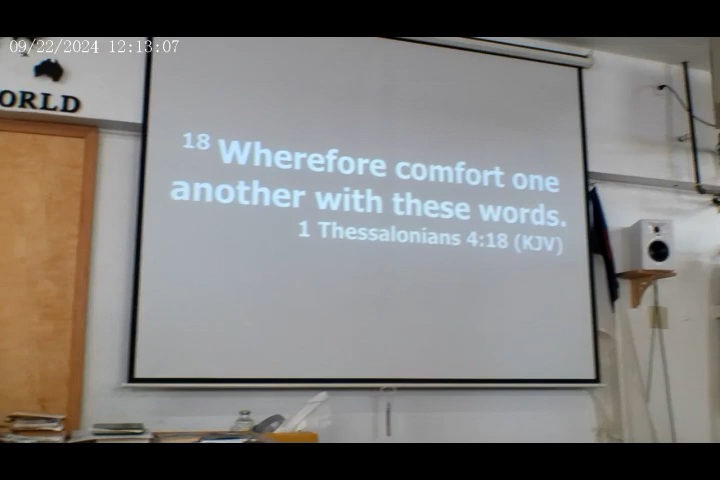 09/22/2024 12:13:07
ORLD
18 Wherefore comfort one
another with these words.
1 Thessalonians 4:18 (KJV)